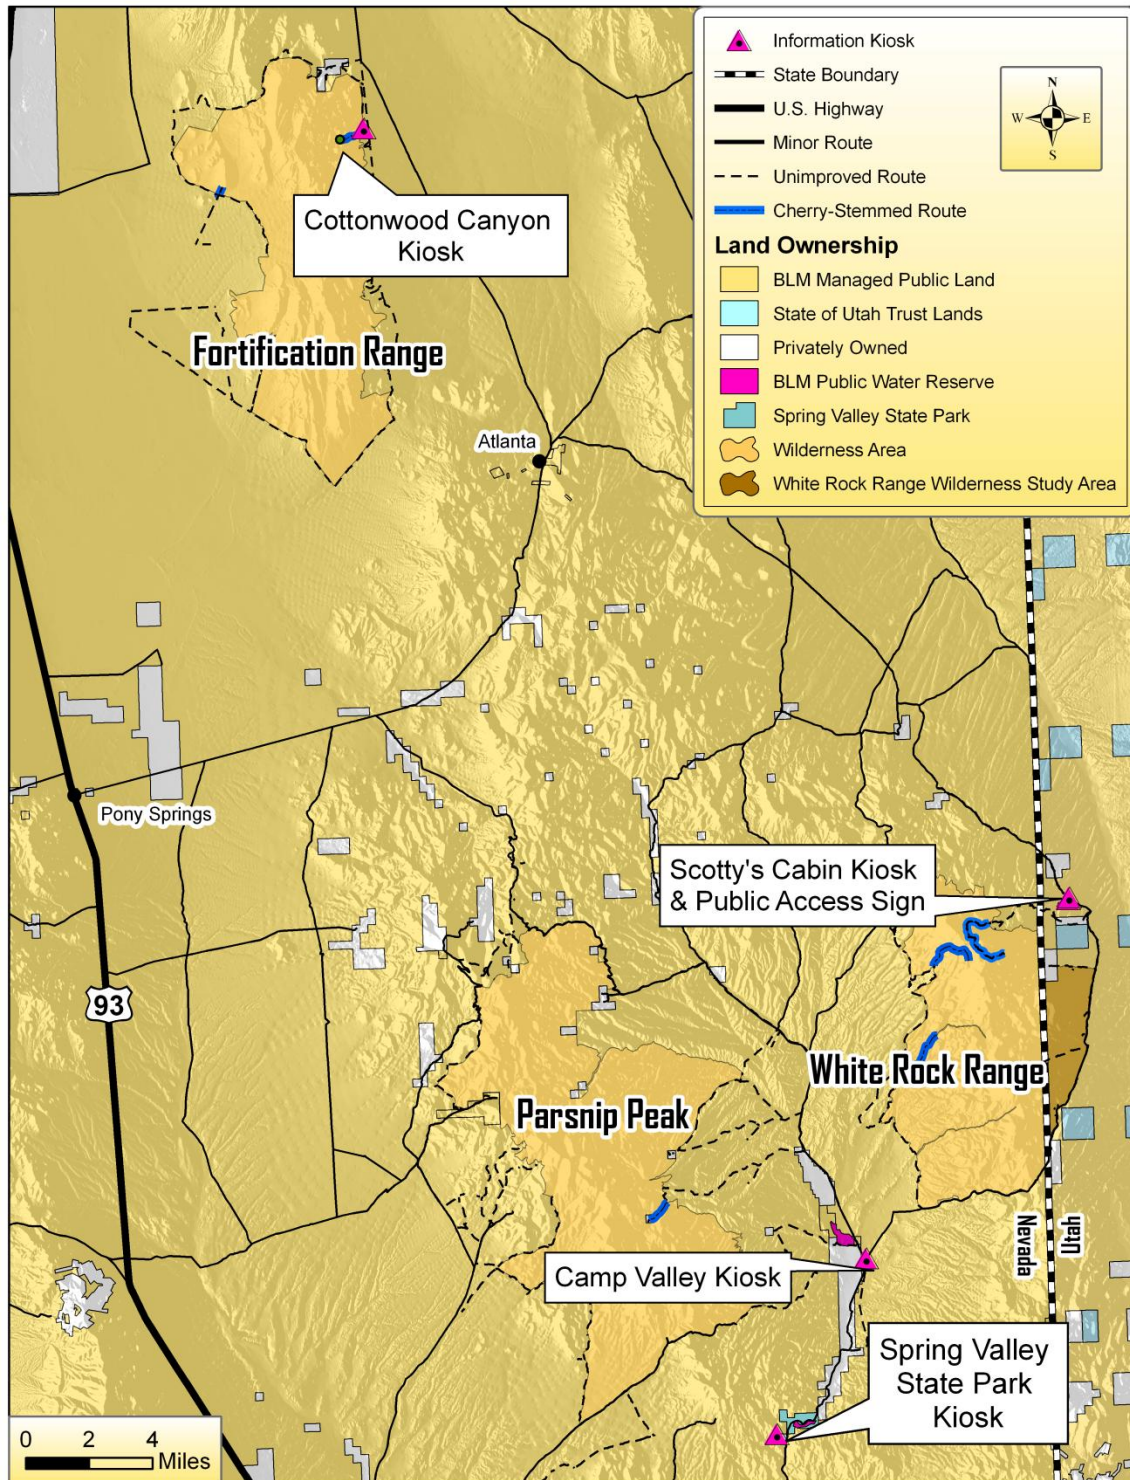 Information Kiosk
State Boundary
U.S. Highway
Minor Route
Unimproved Route
Cherry-Stemmed Route
Land Ownership
BLM Managed Public Land
State of Utah Trust Lands
Privately Owned
BLM Public Water Reserve
Spring Valley State Park
Wilderness Area
White Rock Range Wilderness Study Area
N
W
E
S
Cottonwood Canyon
Kiosk
Fortification Range
Atlanta
Pony Springs
Scotty's Cabin Kiosk
& Public Access Sign
93
White Rock Range
Parsnip Peak
Nevada
Utah
Camp Valley Kiosk
Spring Valley
State Park
Kiosk
0 2 4
Miles